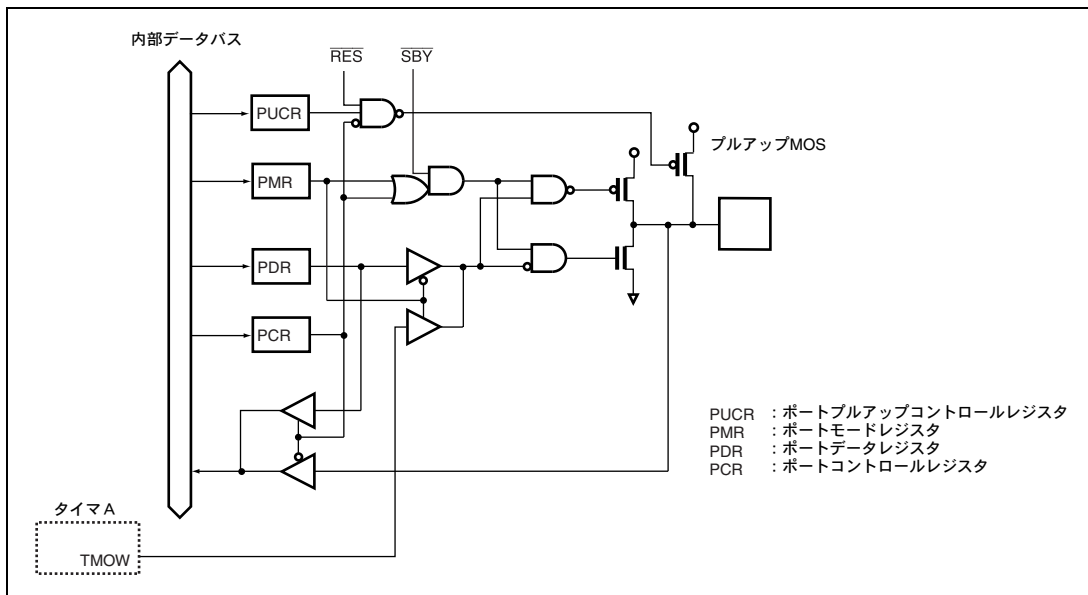 内部データバス
RES
SBY
PUCR
プルアップMOS
PMR
PDR
PCR
PUCR :ポートプルアップコントロールレジスタ
PMR :ポートモードレジスタ
PDR :ポートデータレジスタ
PCR :ポートコントロールレジスタ
タイマA
TMOW